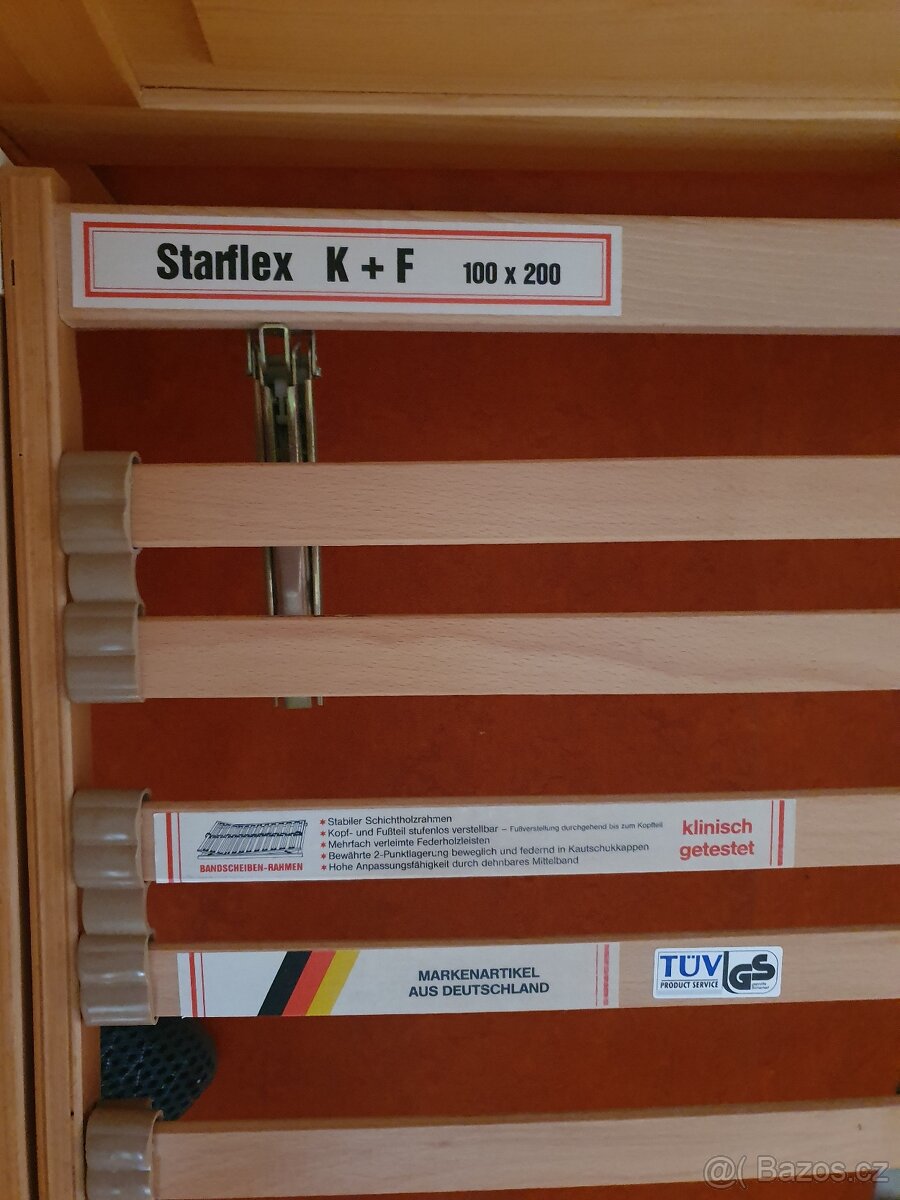 Starflex K + F 100 x 200
* Stabiler Schichtholzrahmen
* Kopf- und Fußteil stufenlos verstellbar – Fußverstellung durchgehend bis zum Kopfteil
* Mehrfach verleimte Federholzleisten
* Bewährte 2-Punktlagerung beweglich und federnd in Kautschukkappen
* Hohe Anpassungsfähigkeit durch dehnbares Mittelband
BANDSCHEIBEN-RAHMEN
klinisch
getestet
MARKENARTIKEL
AUS DEUTSCHLAND
TÜV
PRODUCT SERVICE
GS
geprüfte
Sicherheit
@( Bazos.cz